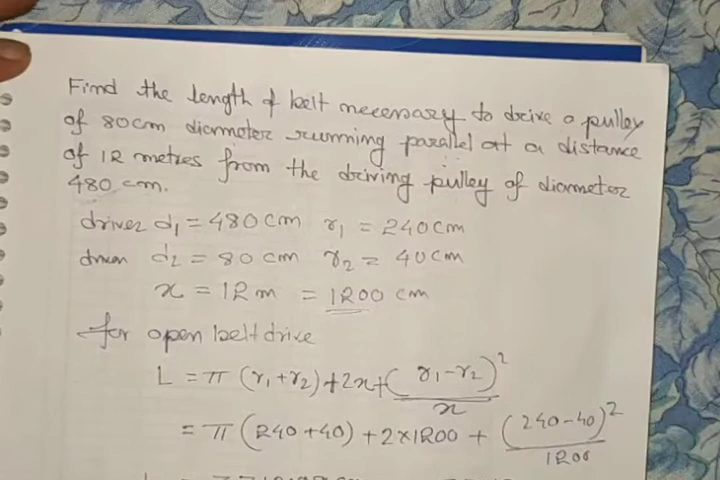 Find the length of belt necessary to drive a pulley
of 80cm diameter running parallel at a distance
of 12 metres from the driving pulley of diameter
480 cm.
driver d₁ = 480 cm r₁ = 240 cm
driven d₂ = 80 cm r₂ = 40 cm
x = 12 m = 1200 cm
for open belt drive
L = π (r₁+r₂)+2x+(r₁-r₂)²/x
= π (240+40) + 2×1200 + (240-40)²/1200